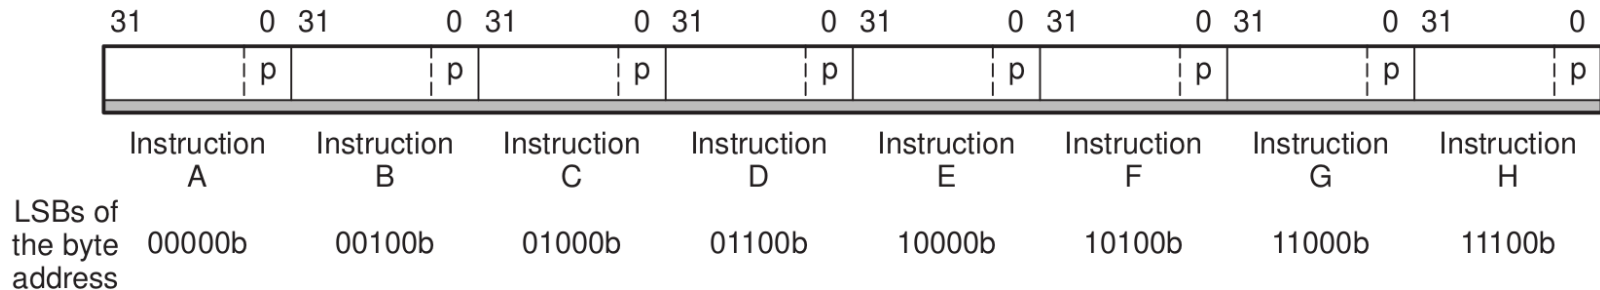 31 0 31 0 31 0 31 0 31 0 31 0 31 0 31 0
p p p p p p p p
Instruction Instruction Instruction Instruction Instruction Instruction Instruction Instruction
A B C D E F G H
LSBs of
the byte 00000b 00100b 01000b 01100b 10000b 10100b 11000b 11100b
address